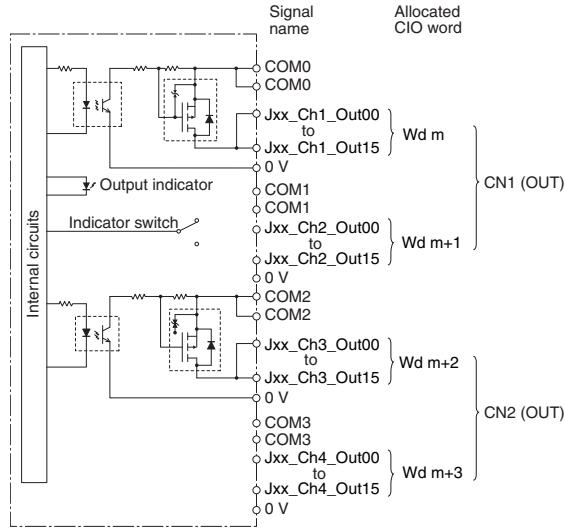 Signal name
Allocated CIO word
COM0
COM0
Jxx_Ch1_Out00
to
Jxx_Ch1_Out15
Wd m
0 V
Output indicator
COM1
COM1
CN1 (OUT)
Indicator switch
Jxx_Ch2_Out00
to
Jxx_Ch2_Out15
Wd m+1
0 V
Internal circuits
COM2
COM2
Jxx_Ch3_Out00
to
Jxx_Ch3_Out15
Wd m+2
0 V
CN2 (OUT)
COM3
COM3
Jxx_Ch4_Out00
to
Jxx_Ch4_Out15
Wd m+3
0 V